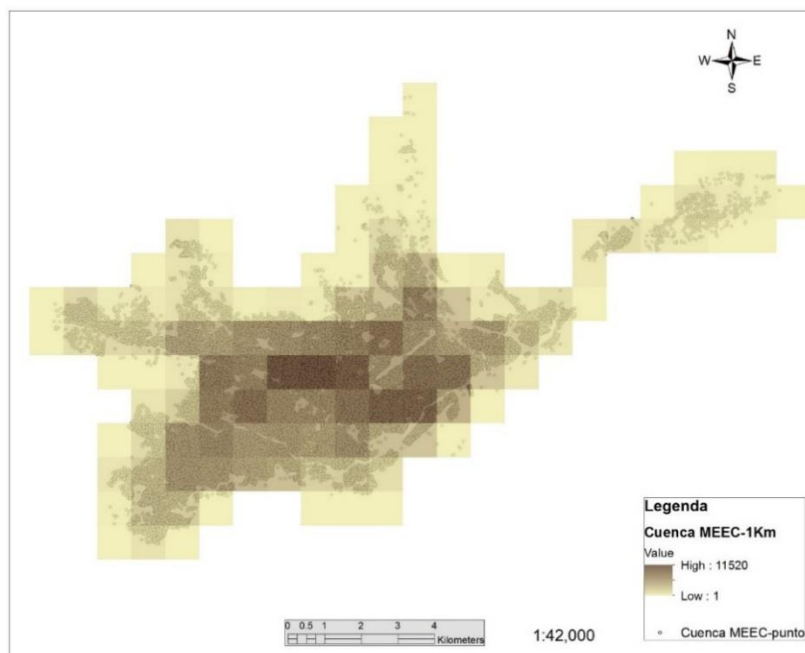 N
W E
S
Legenda
Cuenca MEEC-1Km
Value
High : 11520
Low : 1
Cuenca MEEC-punto
0 0.5 1 2 3 4
Kilometers
1:42,000